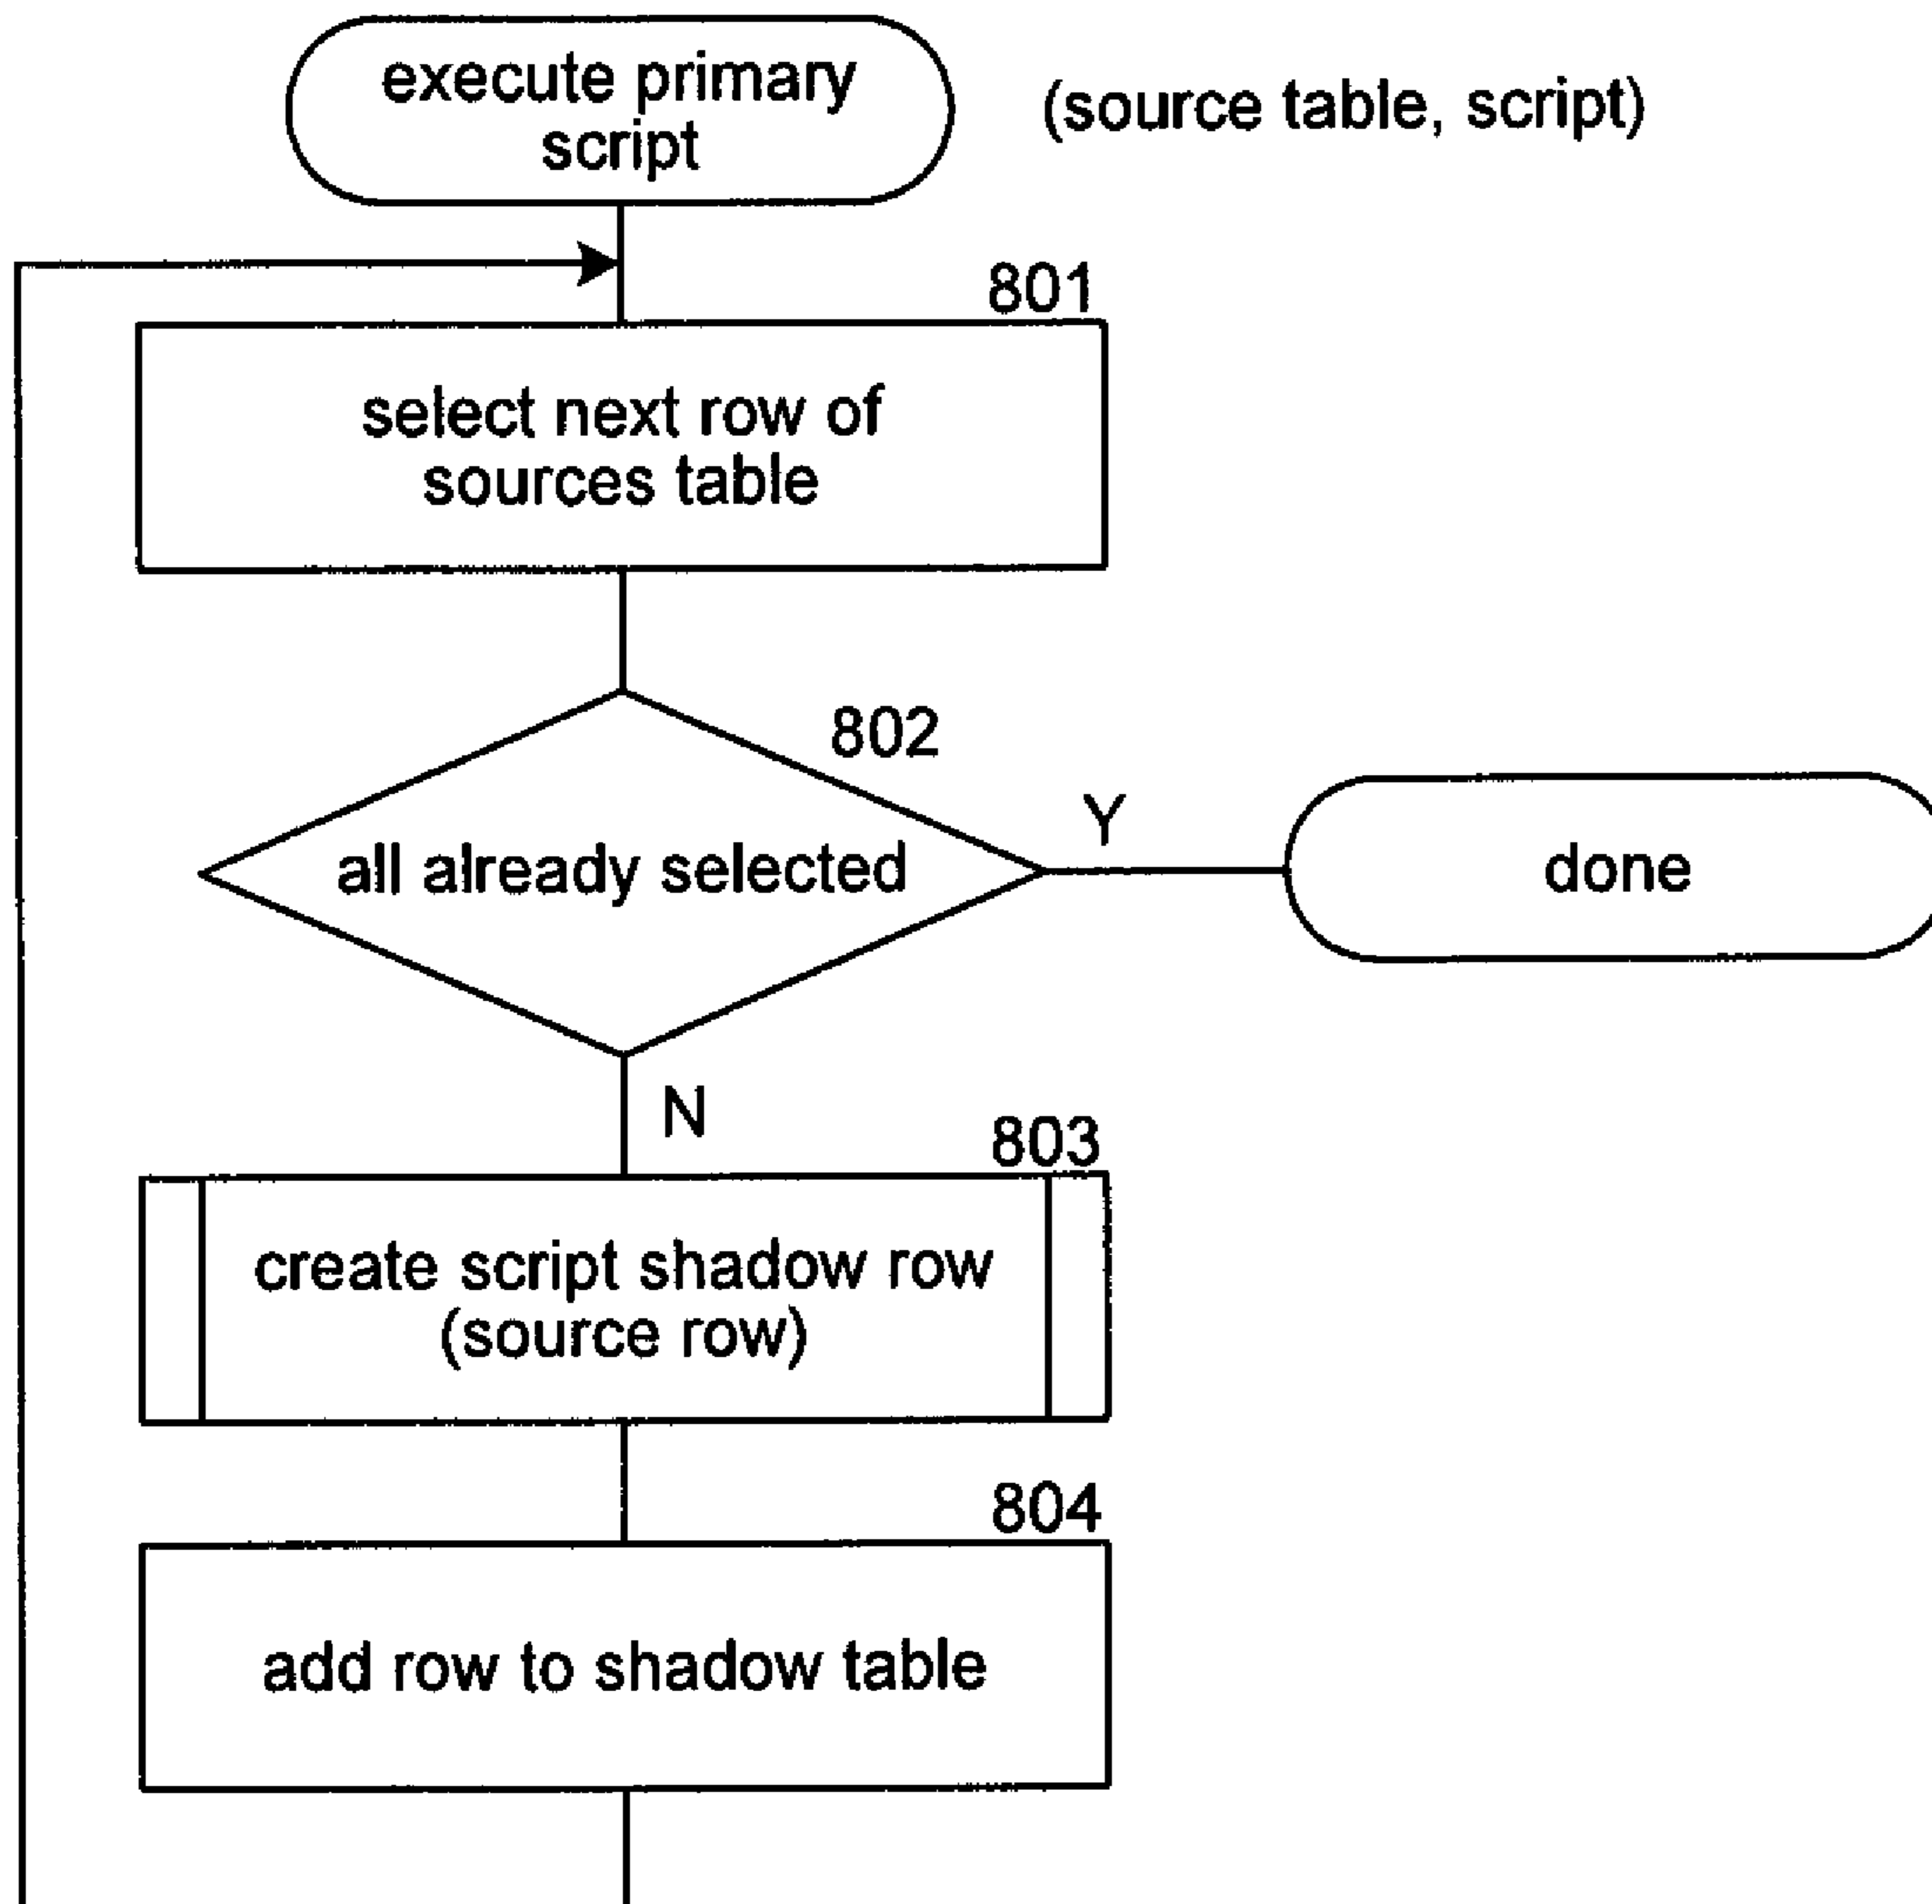 execute primary
script
(source table, script)
801
select next row of
sources table
802
all already selected
Y
done
N
803
create script shadow row
(source row)
804
add row to shadow table